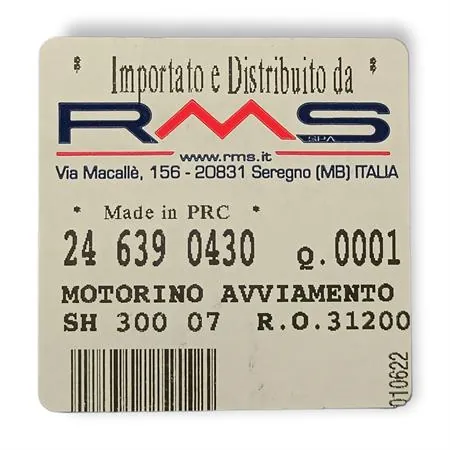 * Importato e Distribuito da *
RMS SPA
www.rms.it
Via Macallè, 156 - 20831 Seregno (MB) ITALIA
* Made in PRC *
24 639 0430 Q.0001
MOTORINO AVVIAMENTO
SH 300 07 R.O.31200
010622